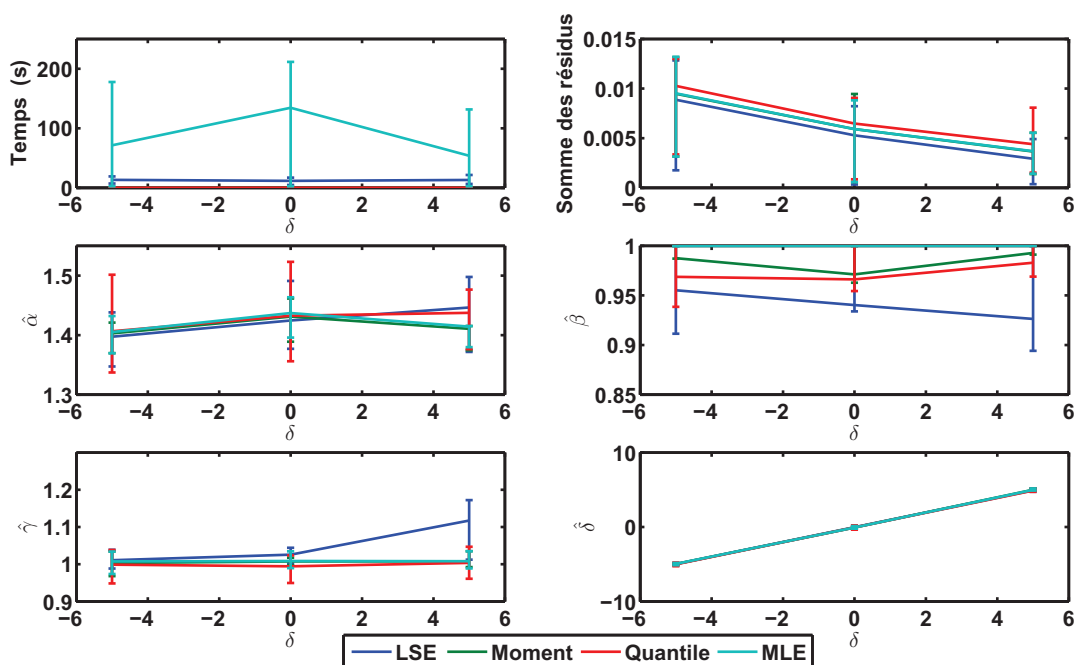 Temps (s)
200
100
0
−6 −4 −2 0 2 4 6
δ
Somme des résidus
0.015
0.01
0.005
0
−6 −4 −2 0 2 4 6
δ
α̂
1.5
1.4
1.3
−6 −4 −2 0 2 4 6
δ
β̂
1
0.95
0.9
0.85
−6 −4 −2 0 2 4 6
δ
γ̂
1.2
1.1
1
0.9
−6 −4 −2 0 2 4 6
δ
δ̂
10
0
−10
−6 −4 −2 0 2 4 6
δ
LSE Moment Quantile MLE